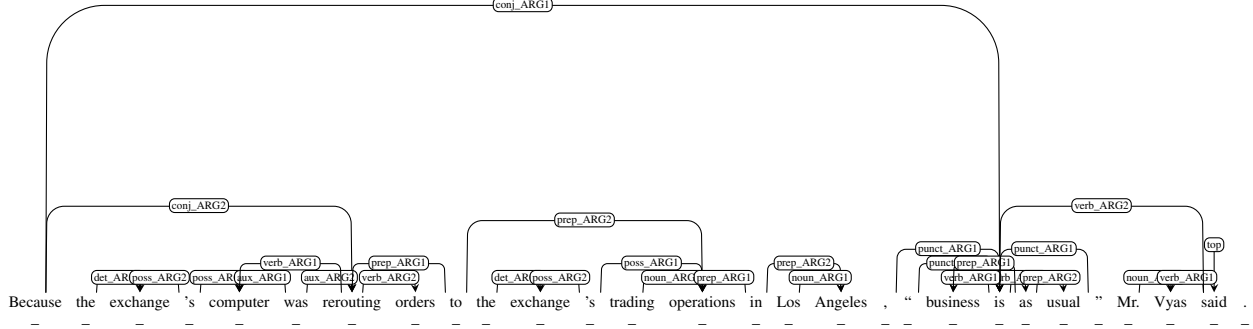 conj_ARG1
conj_ARG2 prep_ARG2 verb_ARG2
punct_ARG1 punct_ARG1 top
verb_ARG1 prep_ARG1 poss_ARG1 prep_ARG2 prep_ARG1
poss_ARG2 aux_ARG1 aux_ARG2 verb_ARG2 poss_ARG2 prep_ARG1 noun_ARG1 verb_ARG1 prep_ARG2 verb_ARG1
Because the exchange ’s computer was rerouting orders to the exchange ’s trading operations in Los Angeles , “ business is as usual ” Mr. Vyas said .